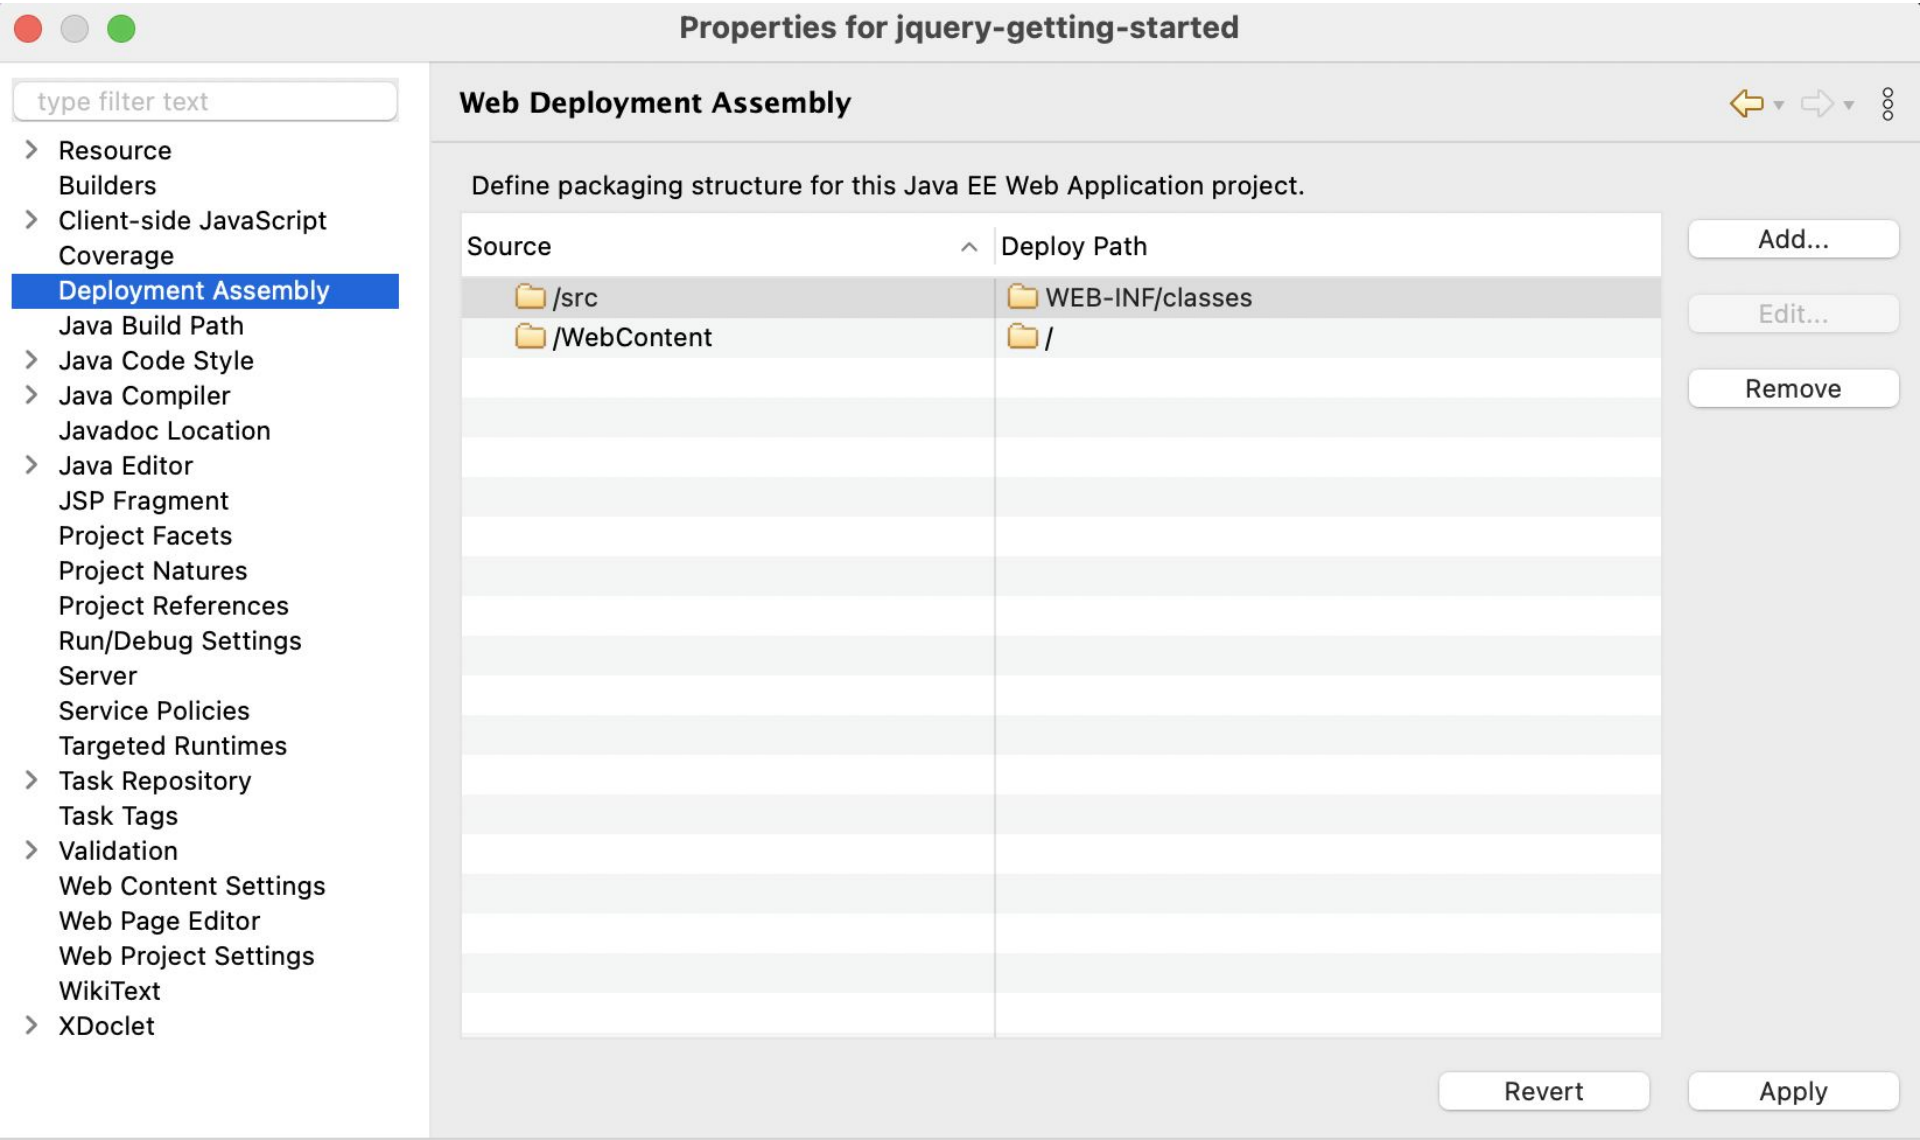 Properties for jquery-getting-started
type filter text
Resource
Builders
Client-side JavaScript
Coverage
Deployment Assembly
Java Build Path
Java Code Style
Java Compiler
Javadoc Location
Java Editor
JSP Fragment
Project Facets
Project Natures
Project References
Run/Debug Settings
Server
Service Policies
Targeted Runtimes
Task Repository
Task Tags
Validation
Web Content Settings
Web Page Editor
Web Project Settings
WikiText
XDoclet
Web Deployment Assembly
Define packaging structure for this Java EE Web Application project.
Source Deploy Path
/src WEB-INF/classes
/WebContent /
Add...
Edit...
Remove
Revert Apply